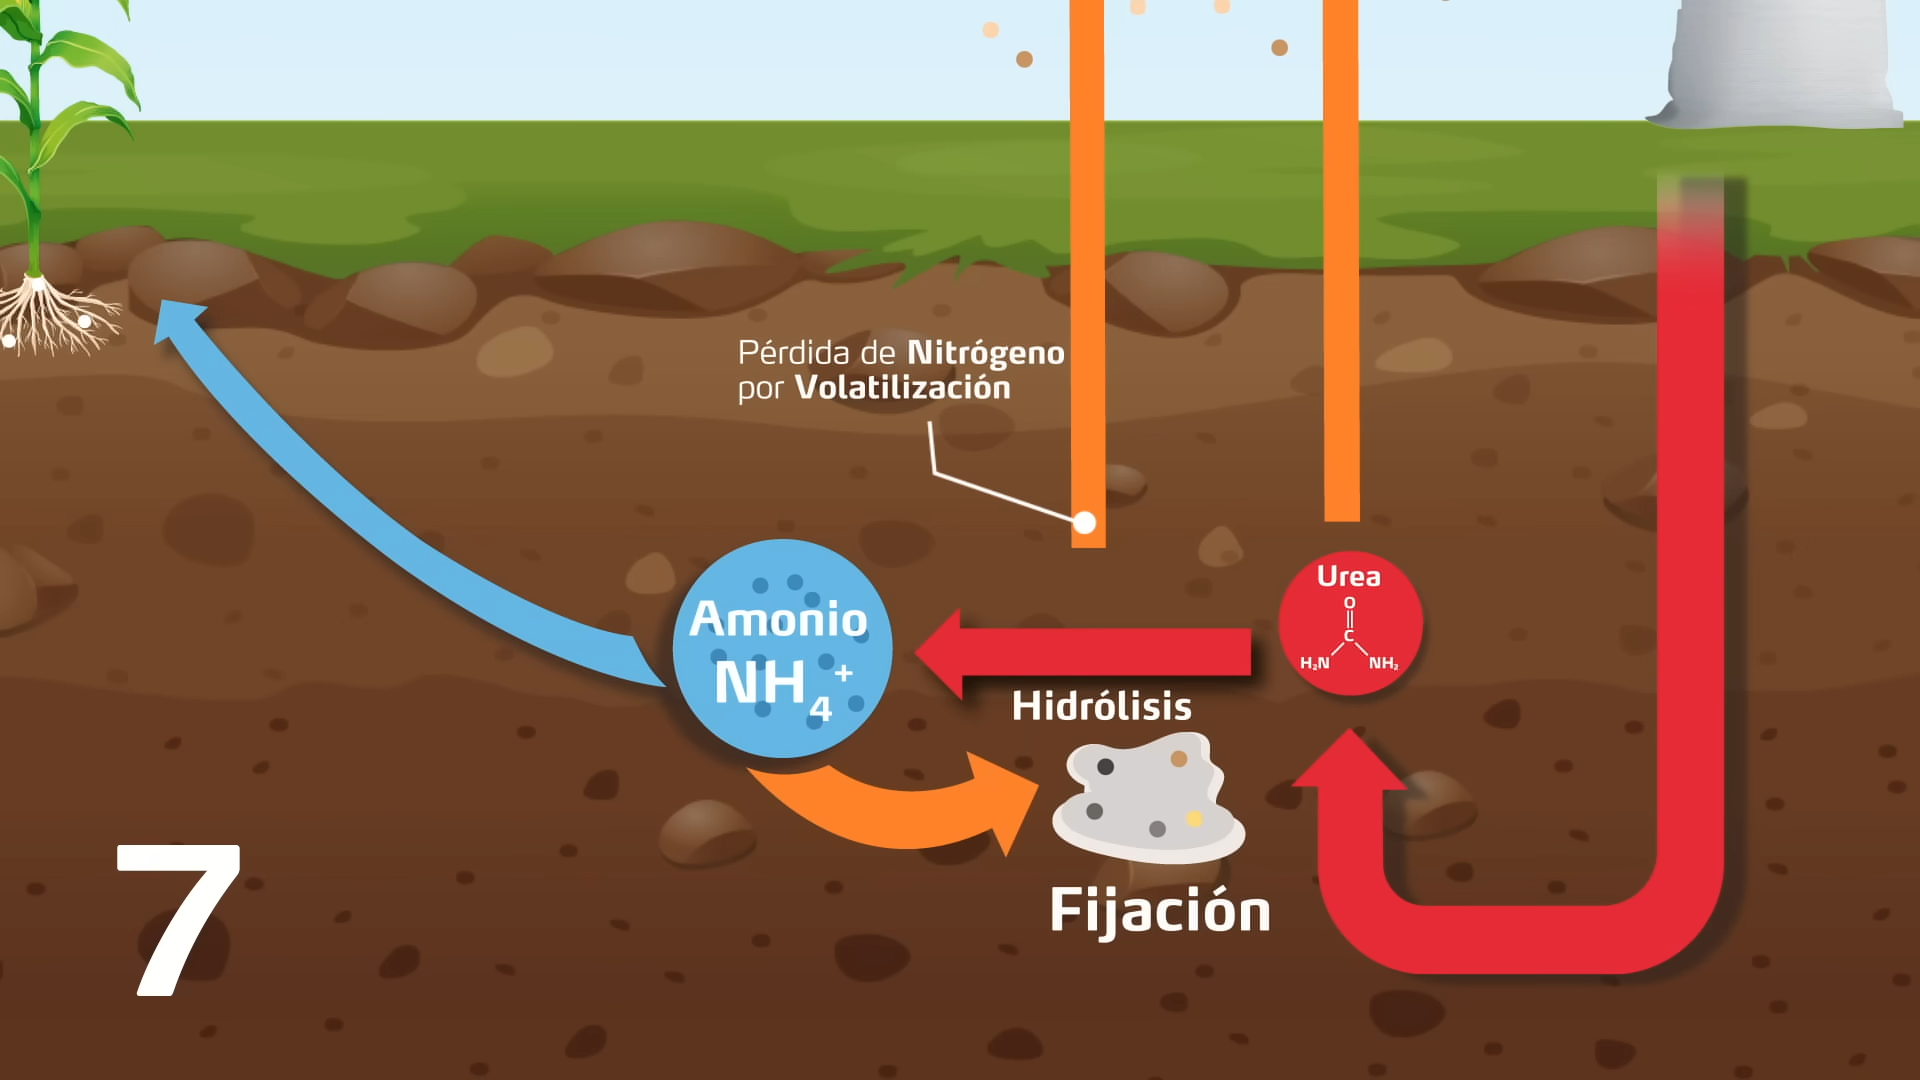 Pérdida de Nitrógeno
por Volatilización
Amonio
NH₄⁺
Urea
O
C
H₂N
NH₂
Hidrólisis
Fijación
7